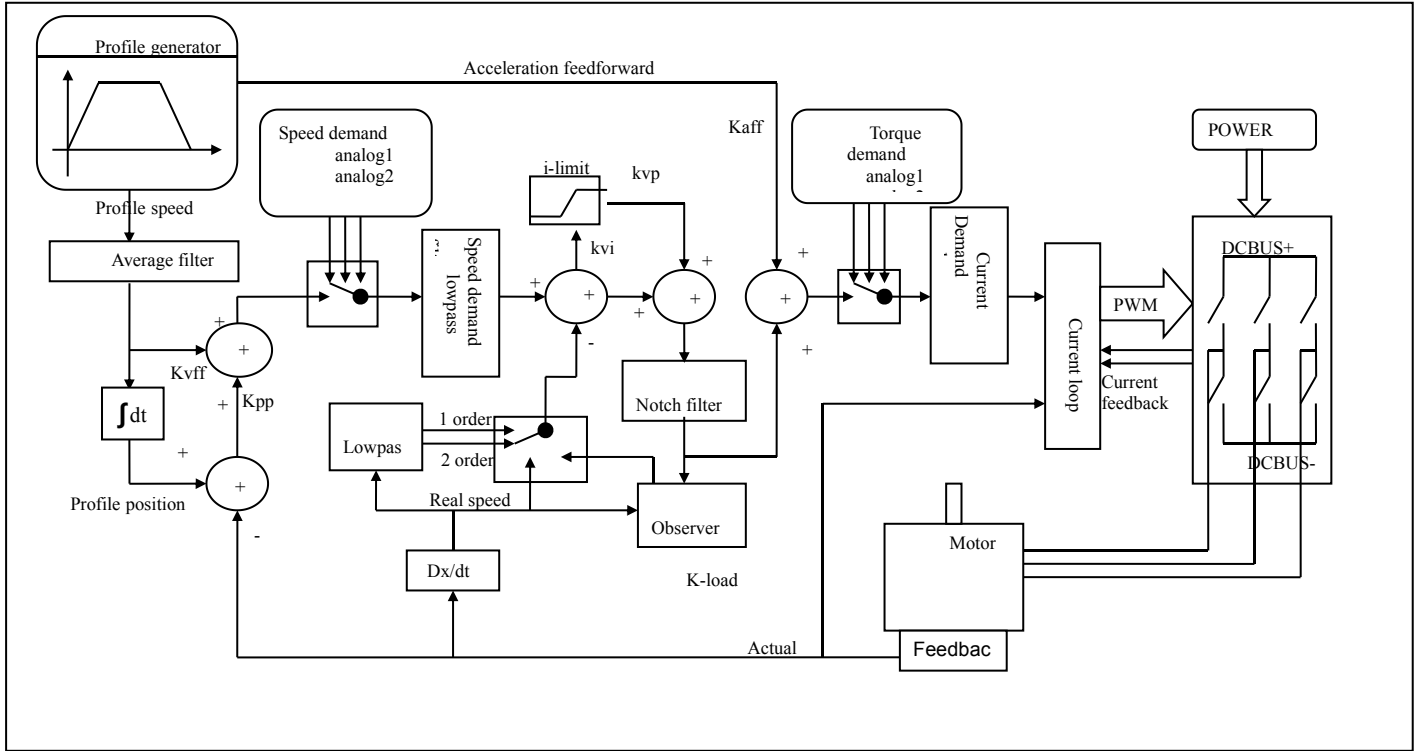 Profile generator
Acceleration feedforward
Kaff
Speed demand
analog1
analog2
Torque
demand
analog1
POWER
i-limit
kvp
kvi
Profile speed
Average filter
Speed demand
lowpass
Current
Demand
DCBUS+
PWM
Current loop
Current
feedback
DCBUS-
+
+
+
+
+
+
+
+
+
-
+
+
Kvff
Kpp
+
∫dt
Notch filter
1 order
Lowpas
2 order
+
+
Profile position
-
Real speed
Observer
Motor
Dx/dt
K-load
Actual
Feedbac